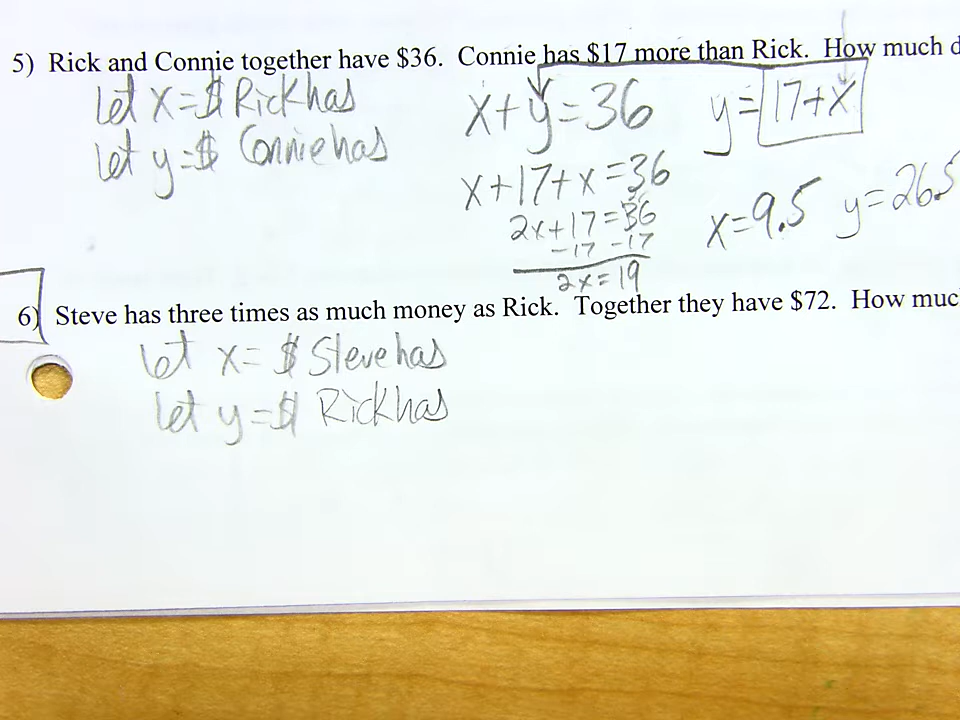 5) Rick and Connie together have $36. Connie has $17 more than Rick. How much d
let x=$ Rick has
let y=$ Connie has
x+y=36
y=17+x
x+17+x=36
2x+17=36
-17 -17
2x=19
x=9.5 y=26.5
6) Steve has three times as much money as Rick. Together they have $72. How muc
let x=$ Steve has
let y=$ Rick has